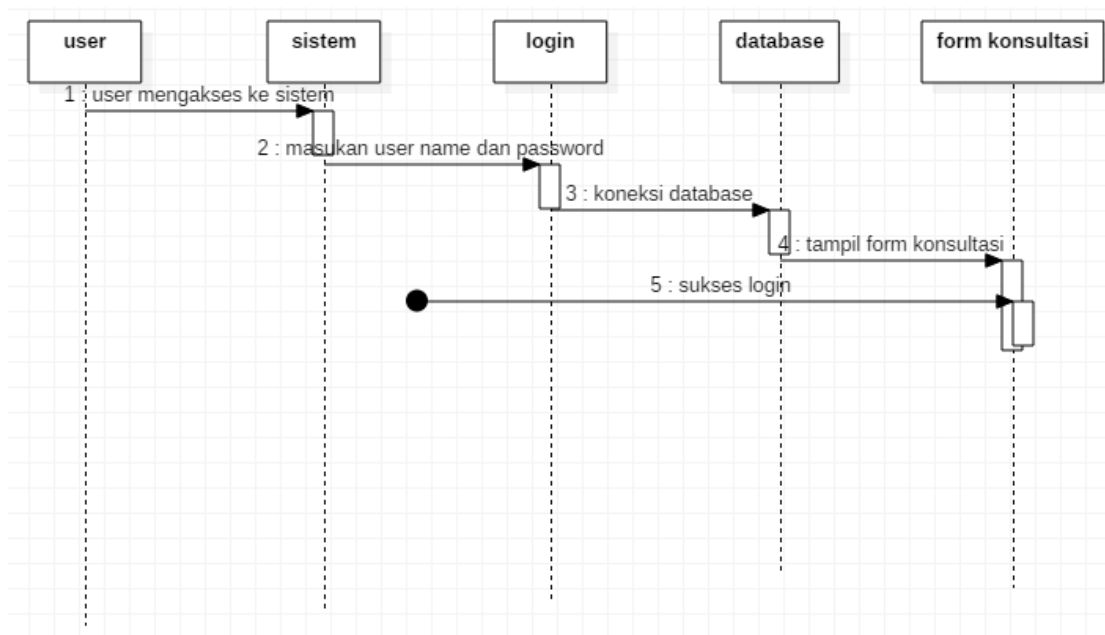 user
sistem
login
database
form konsultasi
1 : user mengakses ke sistem
2 : masukan user name dan password
3 : koneksi database
4 : tampil form konsultasi
5 : sukses login